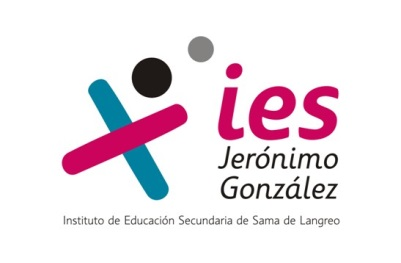 ies
Jerónimo
González
Instituto de Educación Secundaria de Sama de Langreo